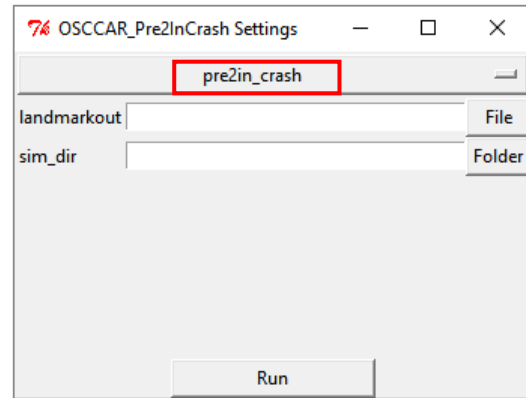 OSCCAR_Pre2InCrash Settings
pre2in_crash
landmarkout File
sim_dir Folder
Run